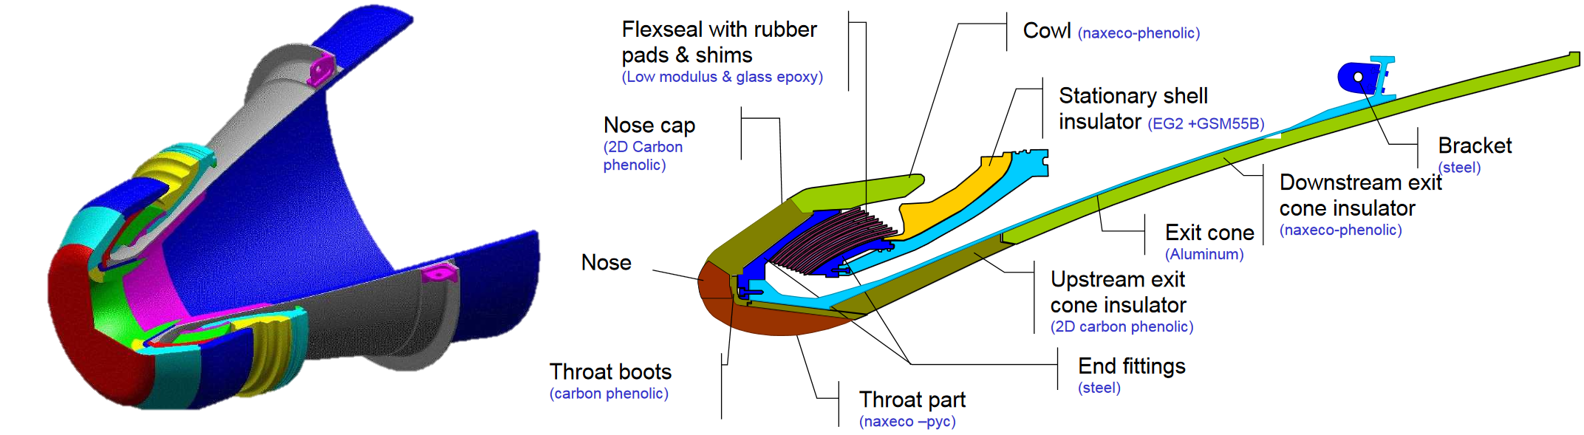 Flexseal with rubber
pads & shims
(Low modulus & glass epoxy)
Cowl (naxeco-phenolic)
Stationary shell
insulator (EG2 +GSM55B)
Nose cap
(2D Carbon
phenolic)
Bracket
(steel)
Downstream exit
cone insulator
(naxeco-phenolic)
Exit cone
(Aluminum)
Nose
Upstream exit
cone insulator
(2D carbon phenolic)
Throat boots
(carbon phenolic)
End fittings
(steel)
Throat part
(naxeco –pyc)